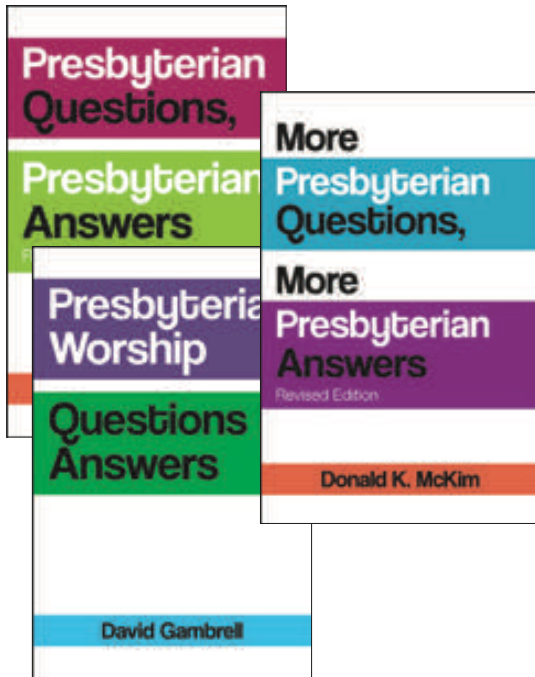 Presbyterian
Questions,
Presbyterian
Answers
More
Presbyterian
Questions,
More
Presbyterian
Answers
Revised Edition
Donald K. McKim
Presbyteria
Worship
Questions
Answers
David Gambrell